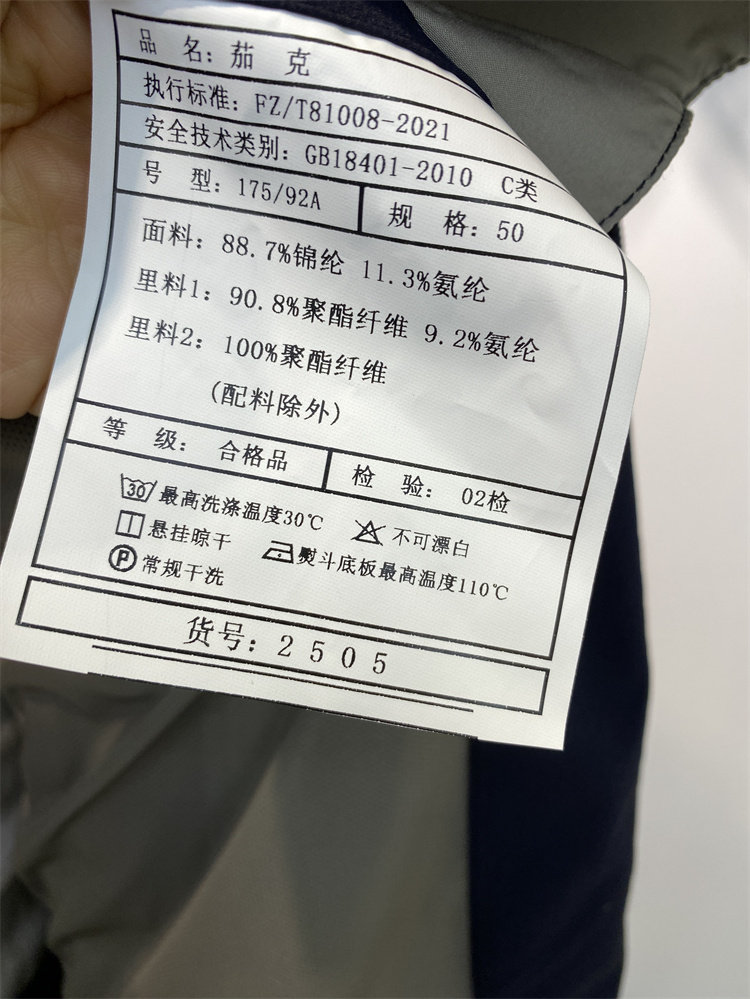 品 名：茄 克
执行标准：FZ/T81008-2021
安全技术类别：GB18401-2010 C类
号 型：175/92A 规 格：50
面料：88.7%锦纶 11.3%氨纶
里料1：90.8%聚酯纤维 9.2%氨纶
里料2：100%聚酯纤维
(配料除外)
等 级：合格品 检 验：02检
30 最高洗涤温度30℃ 不可漂白
悬挂晾干 熨斗底板最高温度110℃
P 常规干洗
货号：2505